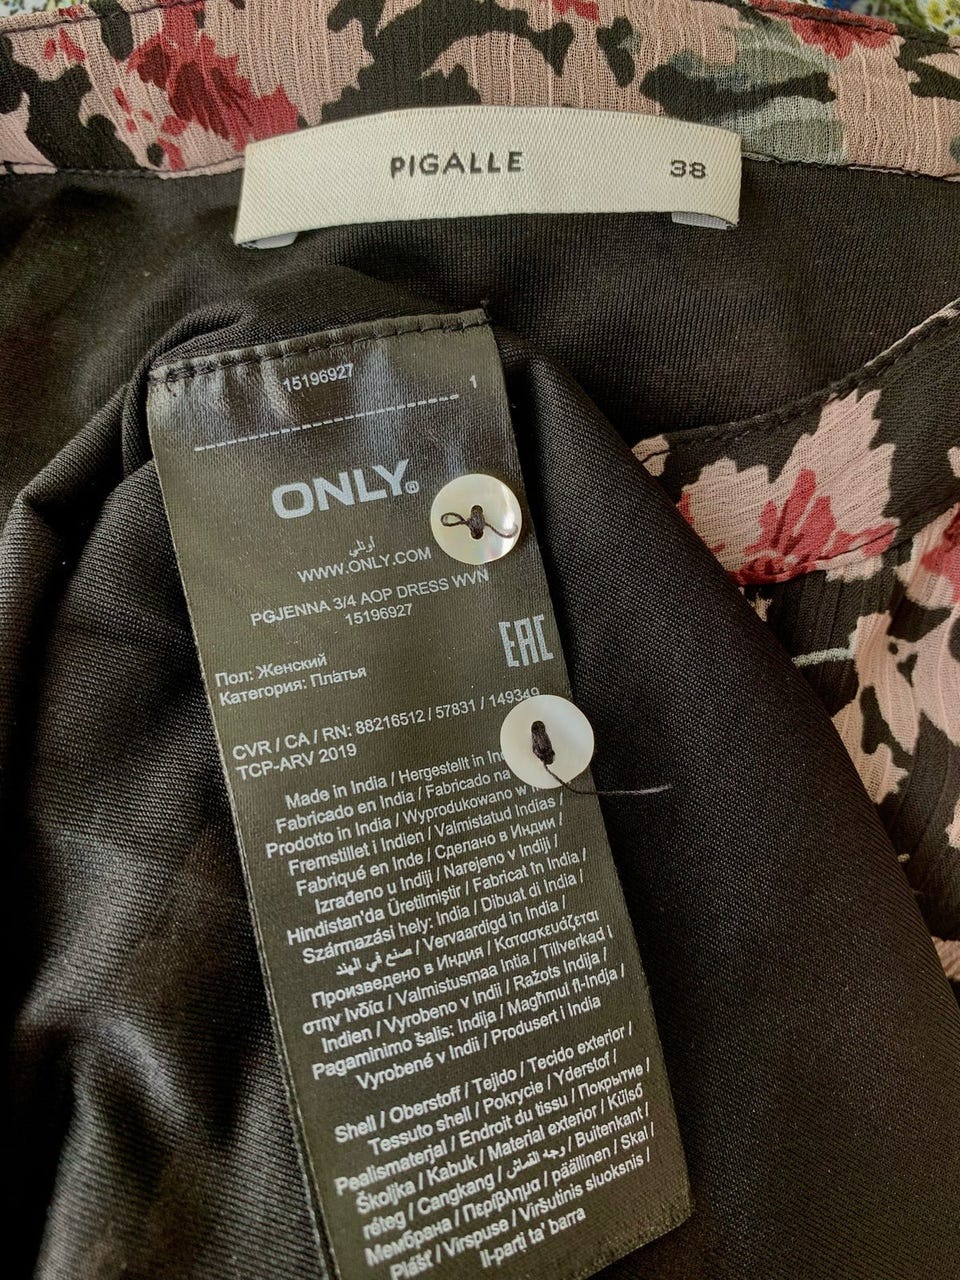 PIGALLE 38
15196927
1
ONLY®
أونلي
WWW.ONLY.COM
PGJENNA 3/4 AOP DRESS WVN
15196927
EAC
Пол: Женский
Категория: Пла́тья
CVR / CA / RN: 88216512 / 57831 / 149349
TCP-ARV 2019
Made in India / Hergestellt in
Fabricado en India / Fabricado na
Prodotto in India / Wyprodukowano w
Fremstillet i Indien / Valmistatud Indias /
Fabriqué en Inde / Сделано в Индии /
Izrađeno u Indiji / Narejeno v Indiji /
Hindistan'da Üretilmiştir / Fabricat în India /
Származási hely: India / Dibuat di India /
صنع في الهند / Vervaardigd in India /
Произведено в Индия / Κατασκευάζεται
στην Ινδία / Valmistusmaa Intia / Tillverkad i
Indien / Vyrobeno v Indii / Ražots Indija /
Pagaminimo šalis: Indija / Magħmul fl-Indja /
Vyrobené v Indii / Produsert i India
Shell / Oberstoff / Tejido / Tecido exterior /
Tessuto shell / Pokrycie / Yderstof /
Pealismaterjal / Endroit du tissu / Покрытие /
Školjka / Kabuk / Material exterior / Külső
réteg / Cangkang / وجه القماش / Buitenkant /
Мембрана / Περίβλημα / päällinen / Skal /
Plášť / Virspuse / Viršutinis sluoksnis /
Il-parti ta' barra